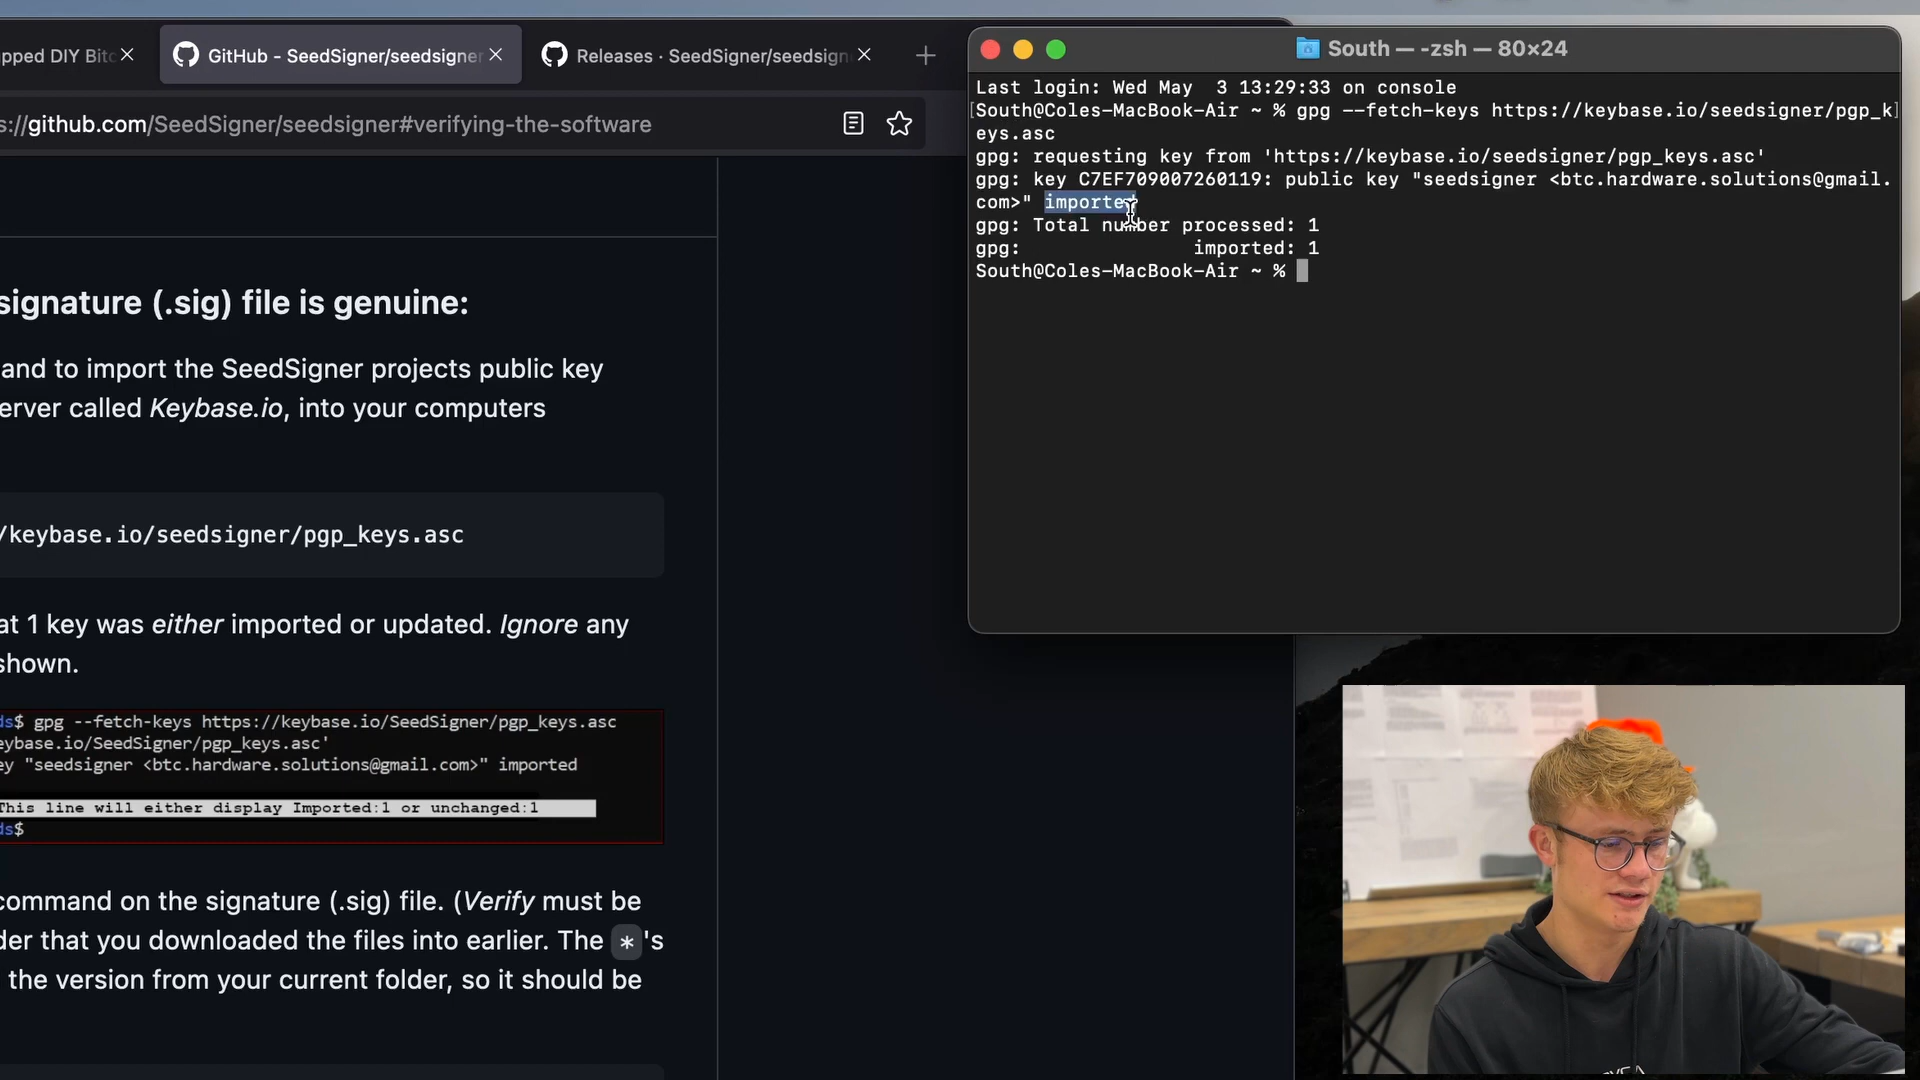 pped DIY Bitc
GitHub - SeedSigner/seedsigner
Releases · SeedSigner/seedsign
s://github.com/SeedSigner/seedsigner#verifying-the-software
signature (.sig) file is genuine:
and to import the SeedSigner projects public key
erver called Keybase.io, into your computers
/keybase.io/seedsigner/pgp_keys.asc
at 1 key was either imported or updated. Ignore any
shown.
ds$ gpg --fetch-keys https://keybase.io/SeedSigner/pgp_keys.asc
eybase.io/SeedSigner/pgp_keys.asc'
ey "seedsigner <btc.hardware.solutions@gmail.com>" imported
This line will either display Imported:1 or unchanged:1
ds$
command on the signature (.sig) file. (Verify must be
der that you downloaded the files into earlier. The *'s
the version from your current folder, so it should be
South — -zsh — 80×24
Last login: Wed May  3 13:29:33 on console
[South@Coles-MacBook-Air ~ % gpg --fetch-keys https://keybase.io/seedsigner/pgp_k]
eys.asc
gpg: requesting key from 'https://keybase.io/seedsigner/pgp_keys.asc'
gpg: key C7EF709007260119: public key "seedsigner <btc.hardware.solutions@gmail.
com>" imported
gpg: Total number processed: 1
gpg:               imported: 1
South@Coles-MacBook-Air ~ %